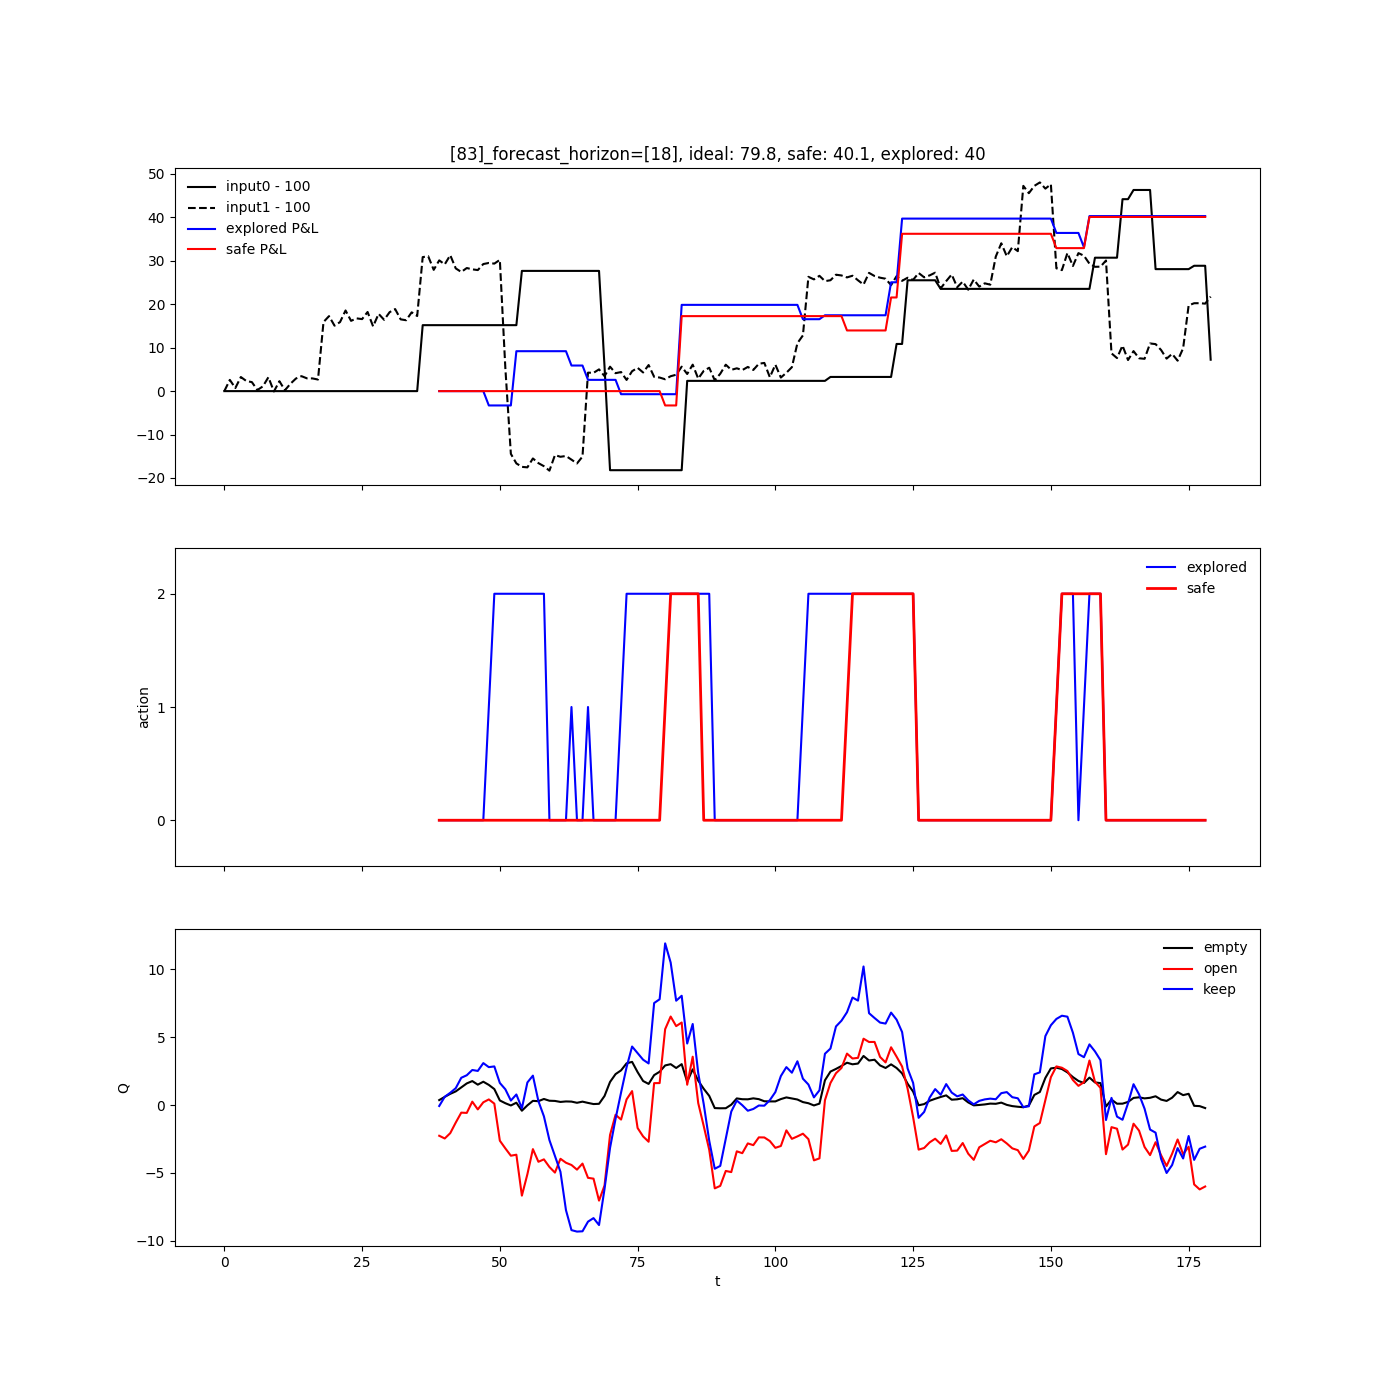 [83]_forecast_horizon=[18], ideal: 79.8, safe: 40.1, explored: 40
50
40
30
20
10
0
−10
−20
input0 - 100
input1 - 100
explored P&L
safe P&L
action
2
1
0
explored
safe
Q
10
5
0
−5
−10
empty
open
keep
0 25 50 75 100 125 150 175
t